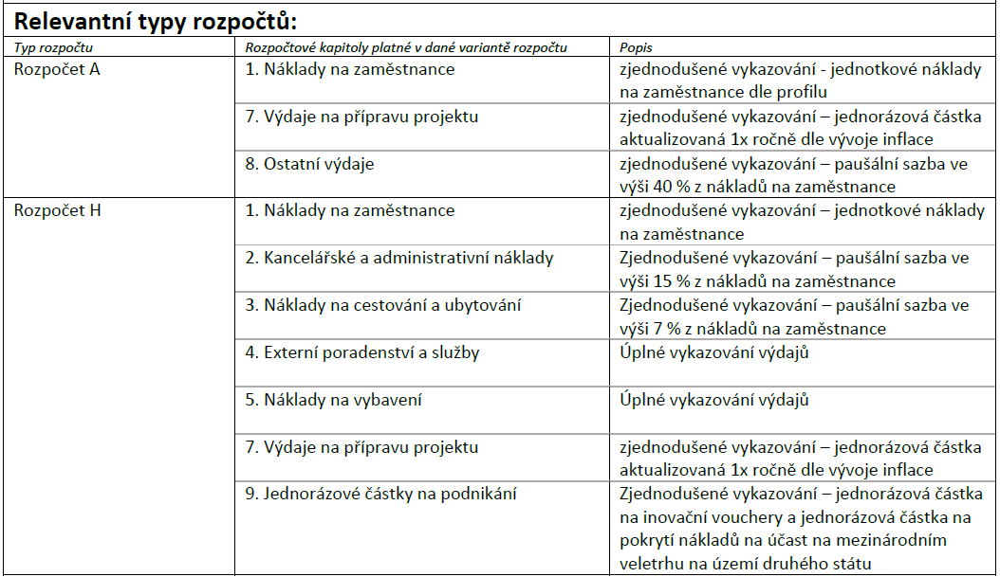 Relevantní typy rozpočtů:
Typ rozpočtu
Rozpočtové kapitoly platné v dané variantě rozpočtu
Popis
Rozpočet A
1. Náklady na zaměstnance
zjednodušené vykazování - jednotkové náklady
na zaměstnance dle profilu
7. Výdaje na přípravu projektu
zjednodušené vykazování – jednorázová částka
aktualizovaná 1x ročně dle vývoje inflace
8. Ostatní výdaje
zjednodušené vykazování – paušální sazba ve
výši 40 % z nákladů na zaměstnance
Rozpočet H
1. Náklady na zaměstnance
zjednodušené vykazování – jednotkové náklady
na zaměstnance
2. Kancelářské a administrativní náklady
Zjednodušené vykazování – paušální sazba ve
výši 15 % z nákladů na zaměstnance
3. Náklady na cestování a ubytování
Zjednodušené vykazování – paušální sazba ve
výši 7 % z nákladů na zaměstnance
4. Externí poradenství a služby
Úplné vykazování výdajů
5. Náklady na vybavení
Úplné vykazování výdajů
7. Výdaje na přípravu projektu
zjednodušené vykazování – jednorázová částka
aktualizovaná 1x ročně dle vývoje inflace
9. Jednorázové částky na podnikání
Zjednodušené vykazování – jednorázová částka
na inovační vouchery a jednorázová částka na
pokrytí nákladů na účast na mezinárodním
veletrhu na území druhého státu